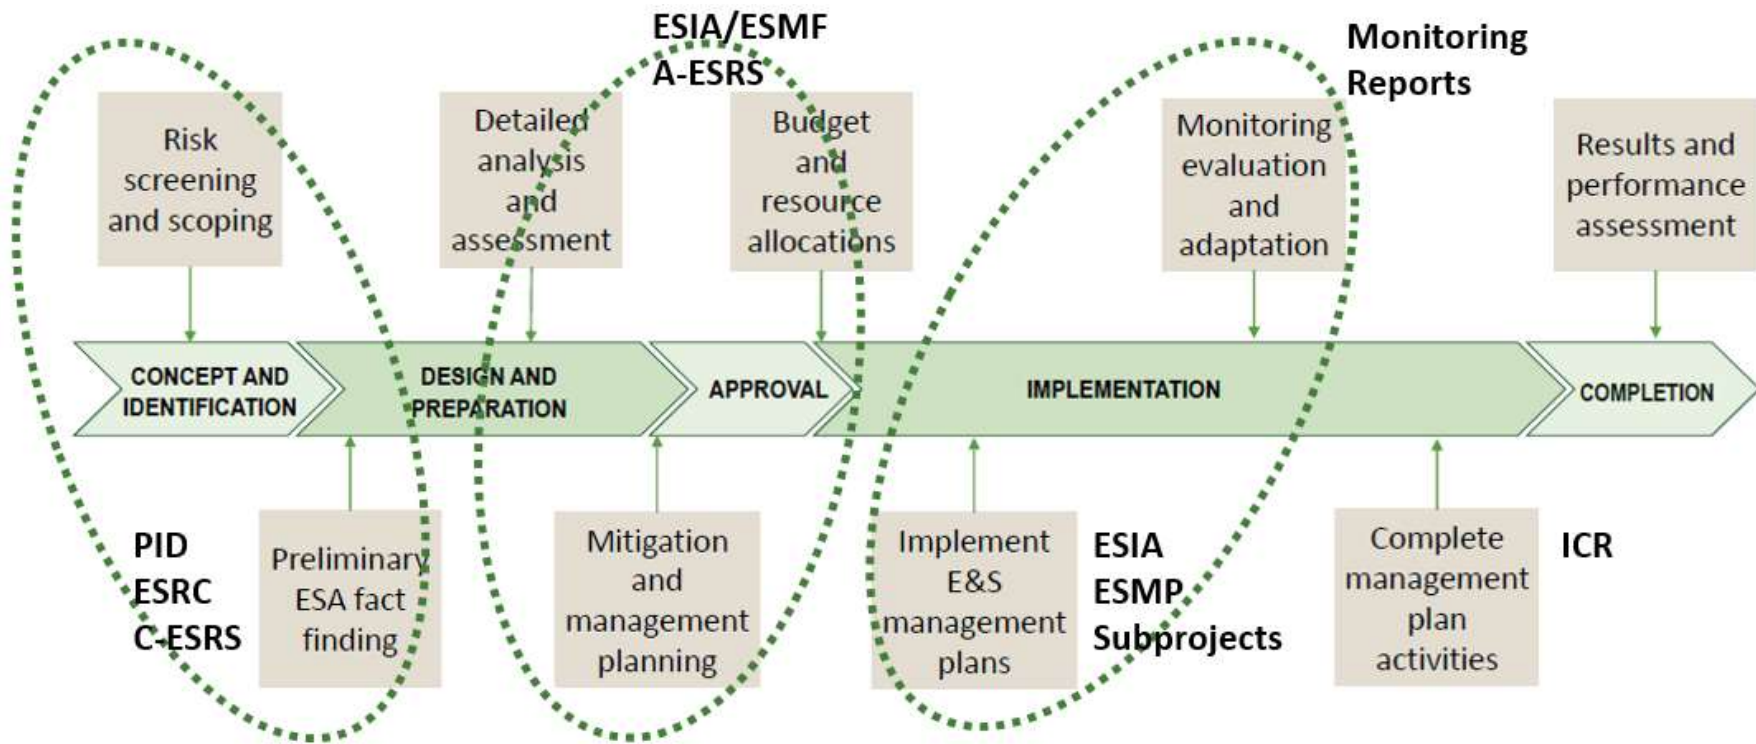 ESIA/ESMF
A-ESRS
Monitoring
Reports
Risk
screening
and scoping
Detailed
analysis
and
assessment
Budget
and
resource
allocations
Monitoring
evaluation
and
adaptation
Results and
performance
assessment
CONCEPT AND
IDENTIFICATION
DESIGN AND
PREPARATION
APPROVAL
IMPLEMENTATION
COMPLETION
PID
ESRC
C-ESRS
Preliminary
ESA fact
finding
Mitigation
and
management
planning
Implement
E&S
management
plans
ESIA
ESMP
Subprojects
Complete
management
plan
activities
ICR